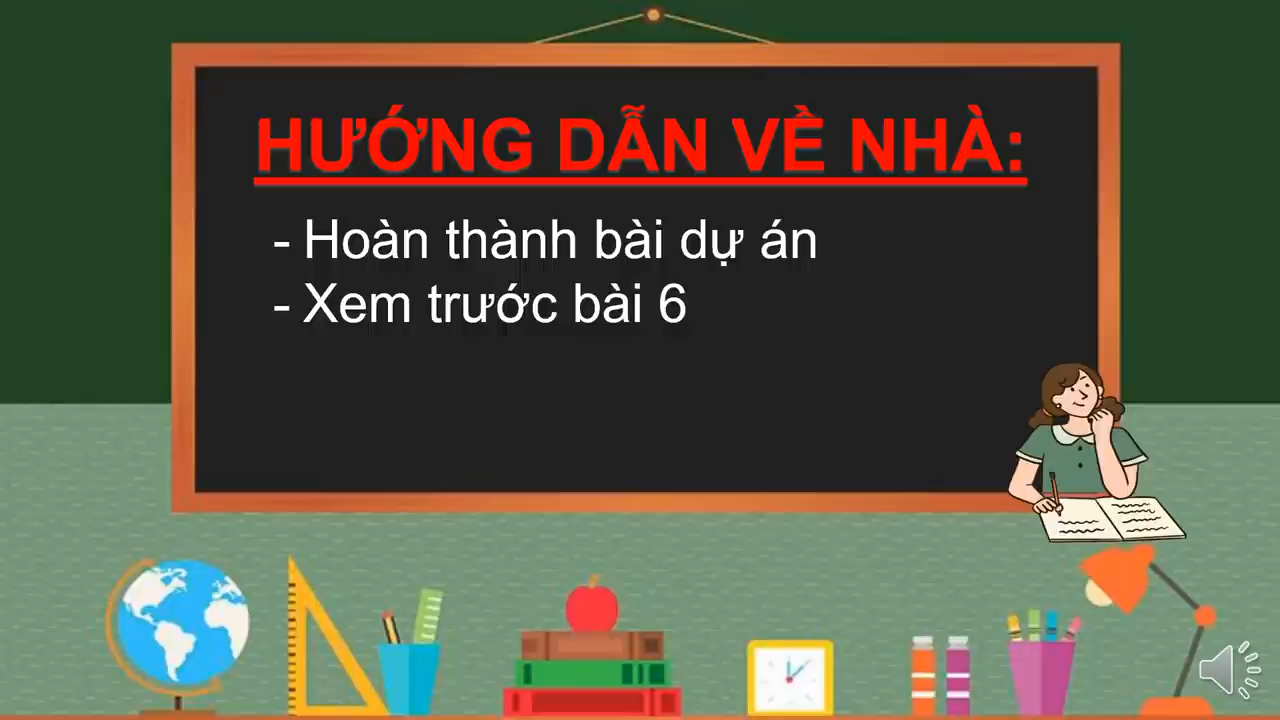 HƯỚNG DẪN VỀ NHÀ:
- Hoàn thành bài dự án
- Xem trước bài 6